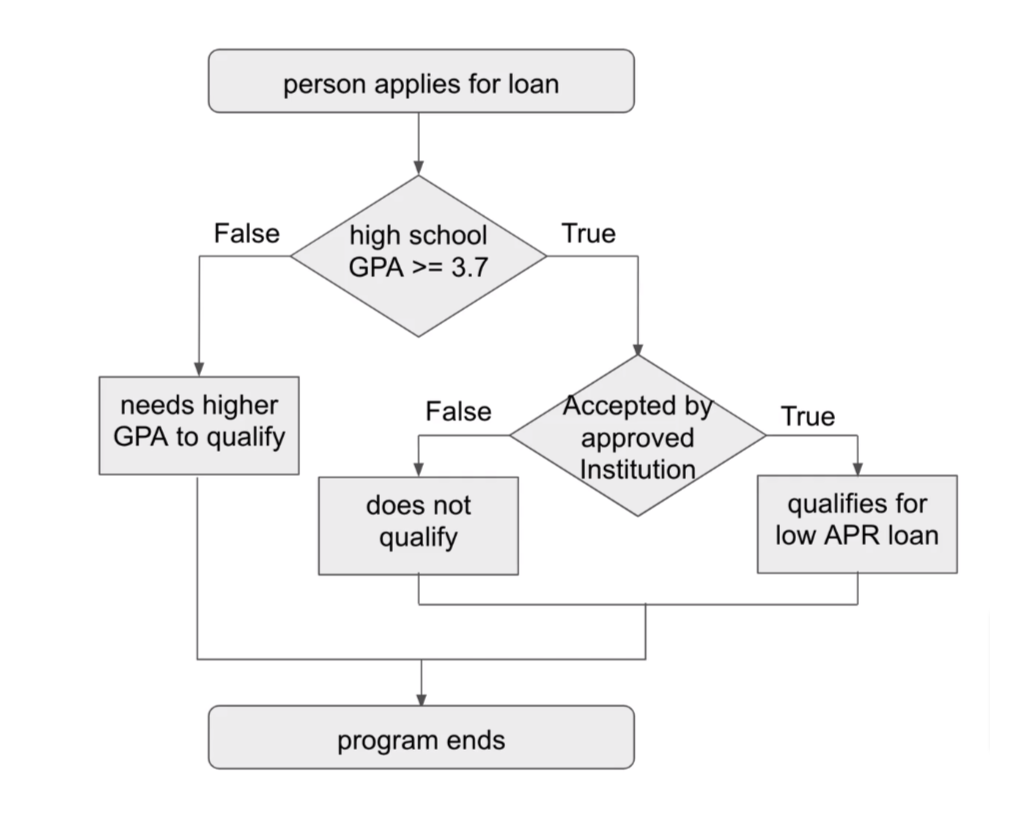 person applies for loan
False
high school
GPA >= 3.7
True
needs higher
GPA to qualify
False
Accepted by
approved
Institution
True
does not
qualify
qualifies for
low APR loan
program ends